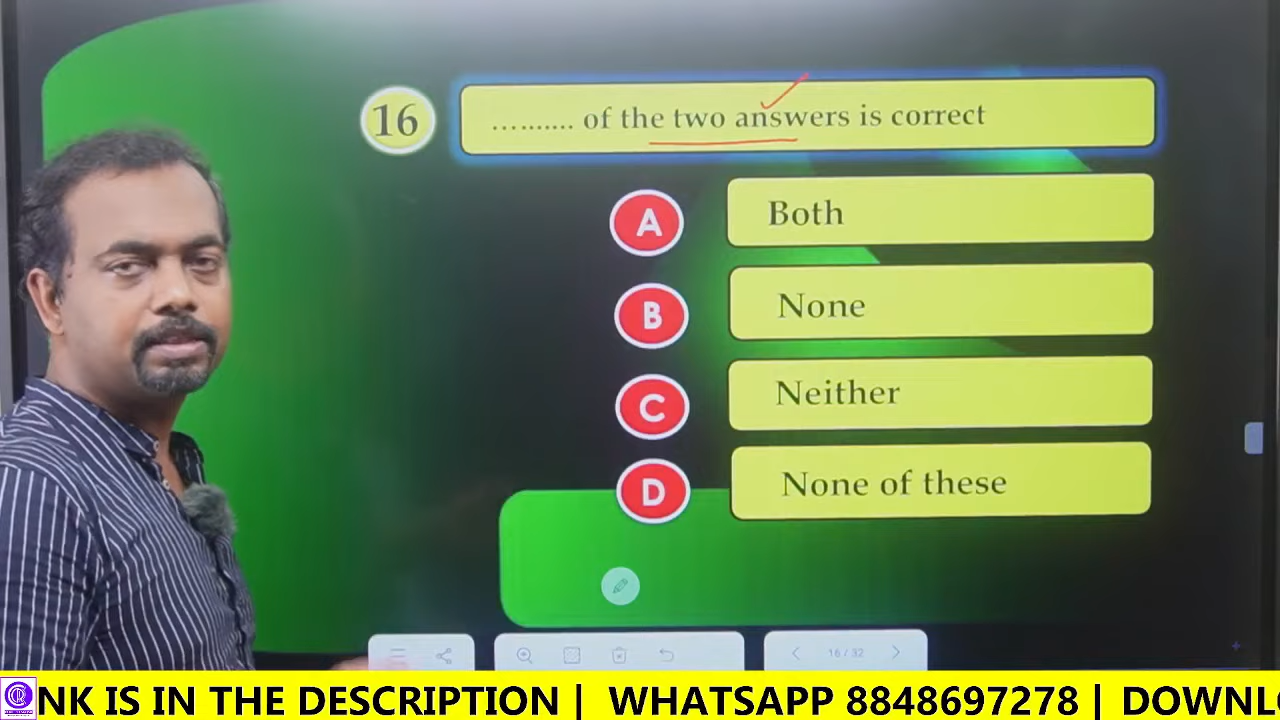 16
.......... of the two answers is correct
A
Both
B
None
C
Neither
D
None of these
16 / 32
NK IS IN THE DESCRIPTION | WHATSAPP 8848697278 | DOWNL